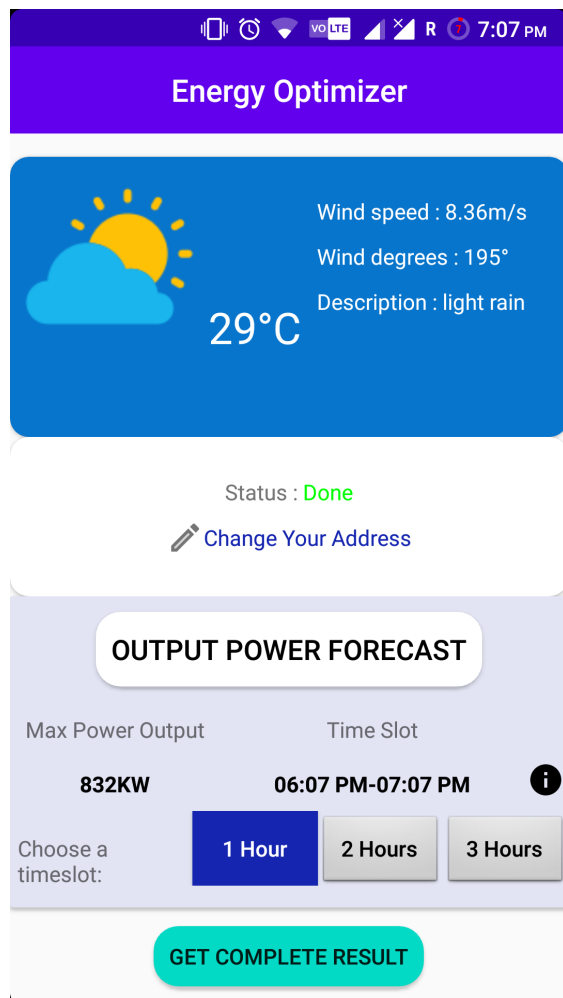 VO LTE R 7 7:07 PM
Energy Optimizer
Wind speed : 8.36m/s
Wind degrees : 195°
Description : light rain
29°C
Status : Done
Change Your Address
OUTPUT POWER FORECAST
Max Power Output Time Slot
832KW 06:07 PM-07:07 PM
Choose a
timeslot:
1 Hour 2 Hours 3 Hours
GET COMPLETE RESULT